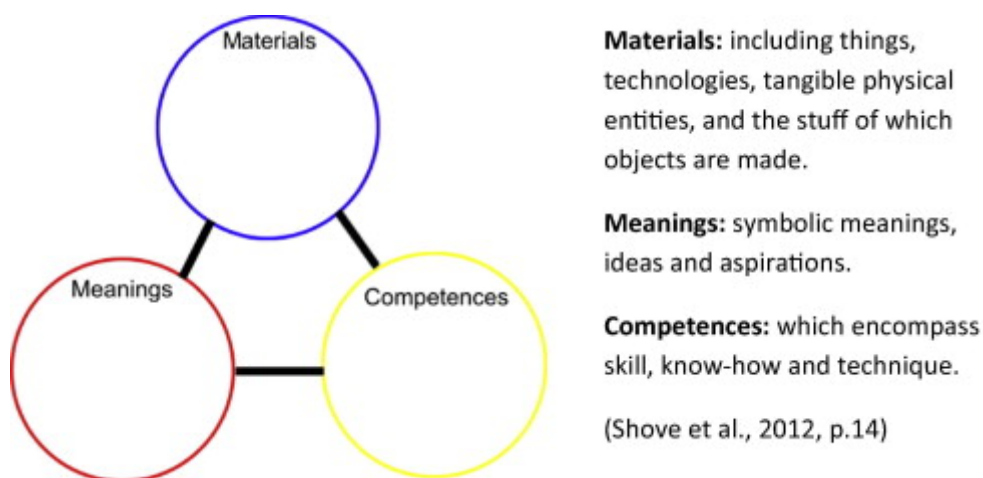 Materials
Meanings
Competences
Materials: including things,
technologies, tangible physical
entities, and the stuff of which
objects are made.
Meanings: symbolic meanings,
ideas and aspirations.
Competences: which encompass
skill, know-how and technique.
(Shove et al., 2012, p.14)